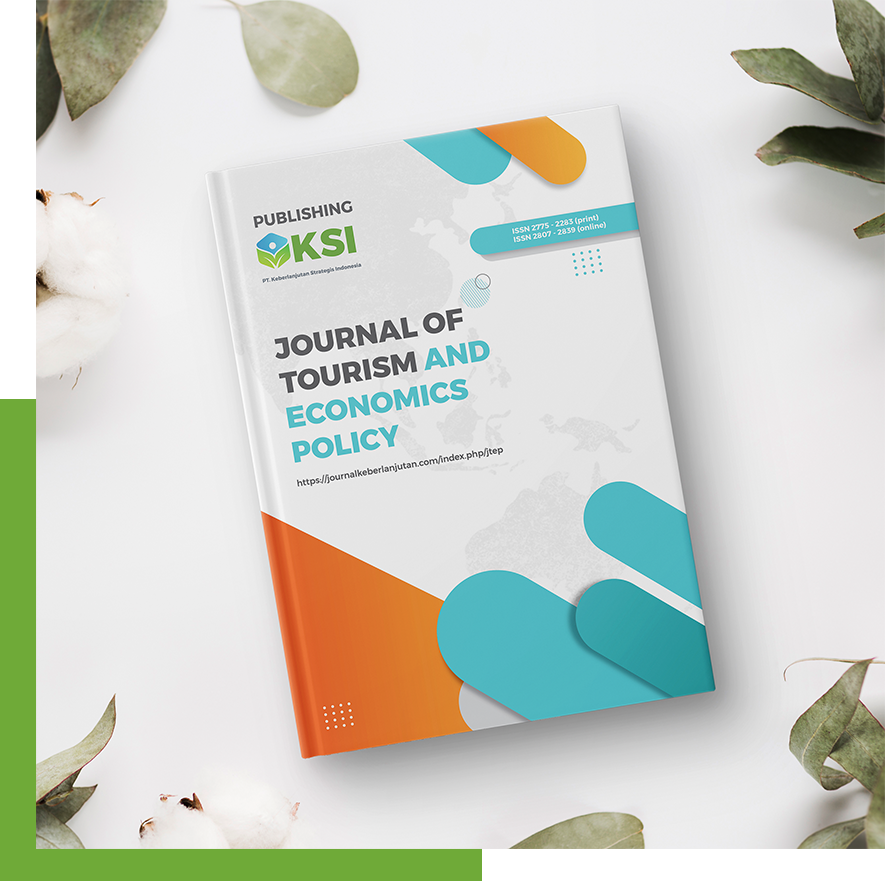 PUBLISHING
KSI
PT. Keberlanjutan Strategis Indonesia
ISSN 2775 - 2283 (print)
ISSN 2807 - 2839 (online)
JOURNAL OF
TOURISM AND
ECONOMICS
POLICY
https://journalkeberlanjutan.com/index.php/jtep